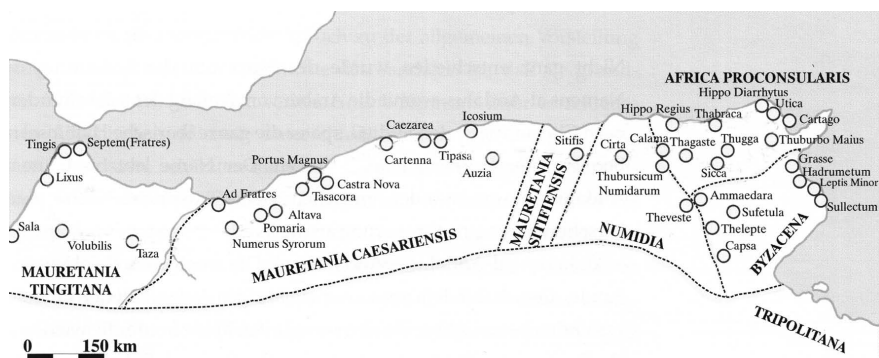 AFRICA PROCONSULARIS
Hippo Diarrhytus
Utica
Cartago
Thuburbo Maius
Hippo Regius
Thabraca
Calama
Thagaste
Thugga
Sicca
Thubursicum
Numidarum
Grasse
Hadrumetum
Leptis Minor
Sullectum
Ammaedara
Theveste
Sufetula
Thelepte
Capsa
BYZACENA
TRIPOLITANA
NUMIDIA
Cirta
Sitifis
MAURETANIA
SITIFIENSIS
Icosium
Caezarea
Cartenna
Tipasa
Auzia
Portus Magnus
Castra Nova
Tasacora
Ad Fratres
Altava
Pomaria
Numerus Syrorum
MAURETANIA CAESARIENSIS
Tingis
Septem(Fratres)
Lixus
Sala
Volubilis
Taza
MAURETANIA
TINGITANA
0 150 km